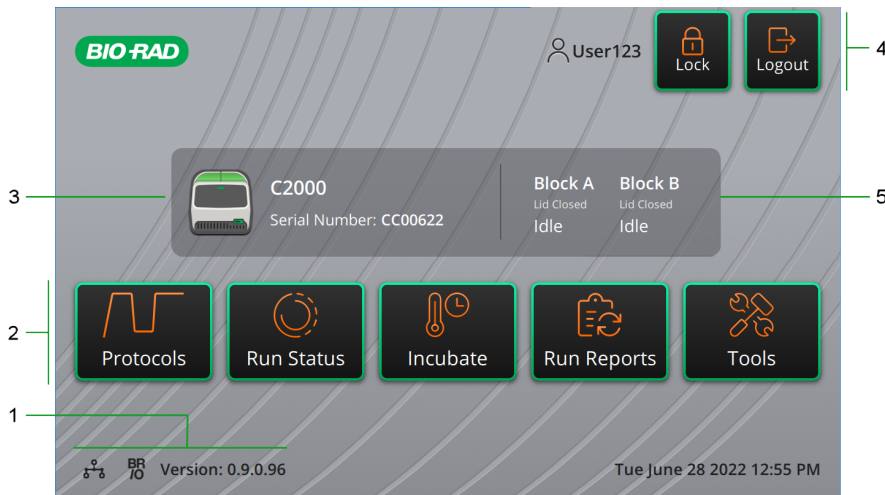 BIO-RAD
User123
Lock
Logout
4
3
C2000
Serial Number: CC00622
Block A
Lid Closed
Idle
Block B
Lid Closed
Idle
5
2
Protocols
Run Status
Incubate
Run Reports
Tools
1
BR
IO
Version: 0.9.0.96
Tue June 28 2022 12:55 PM